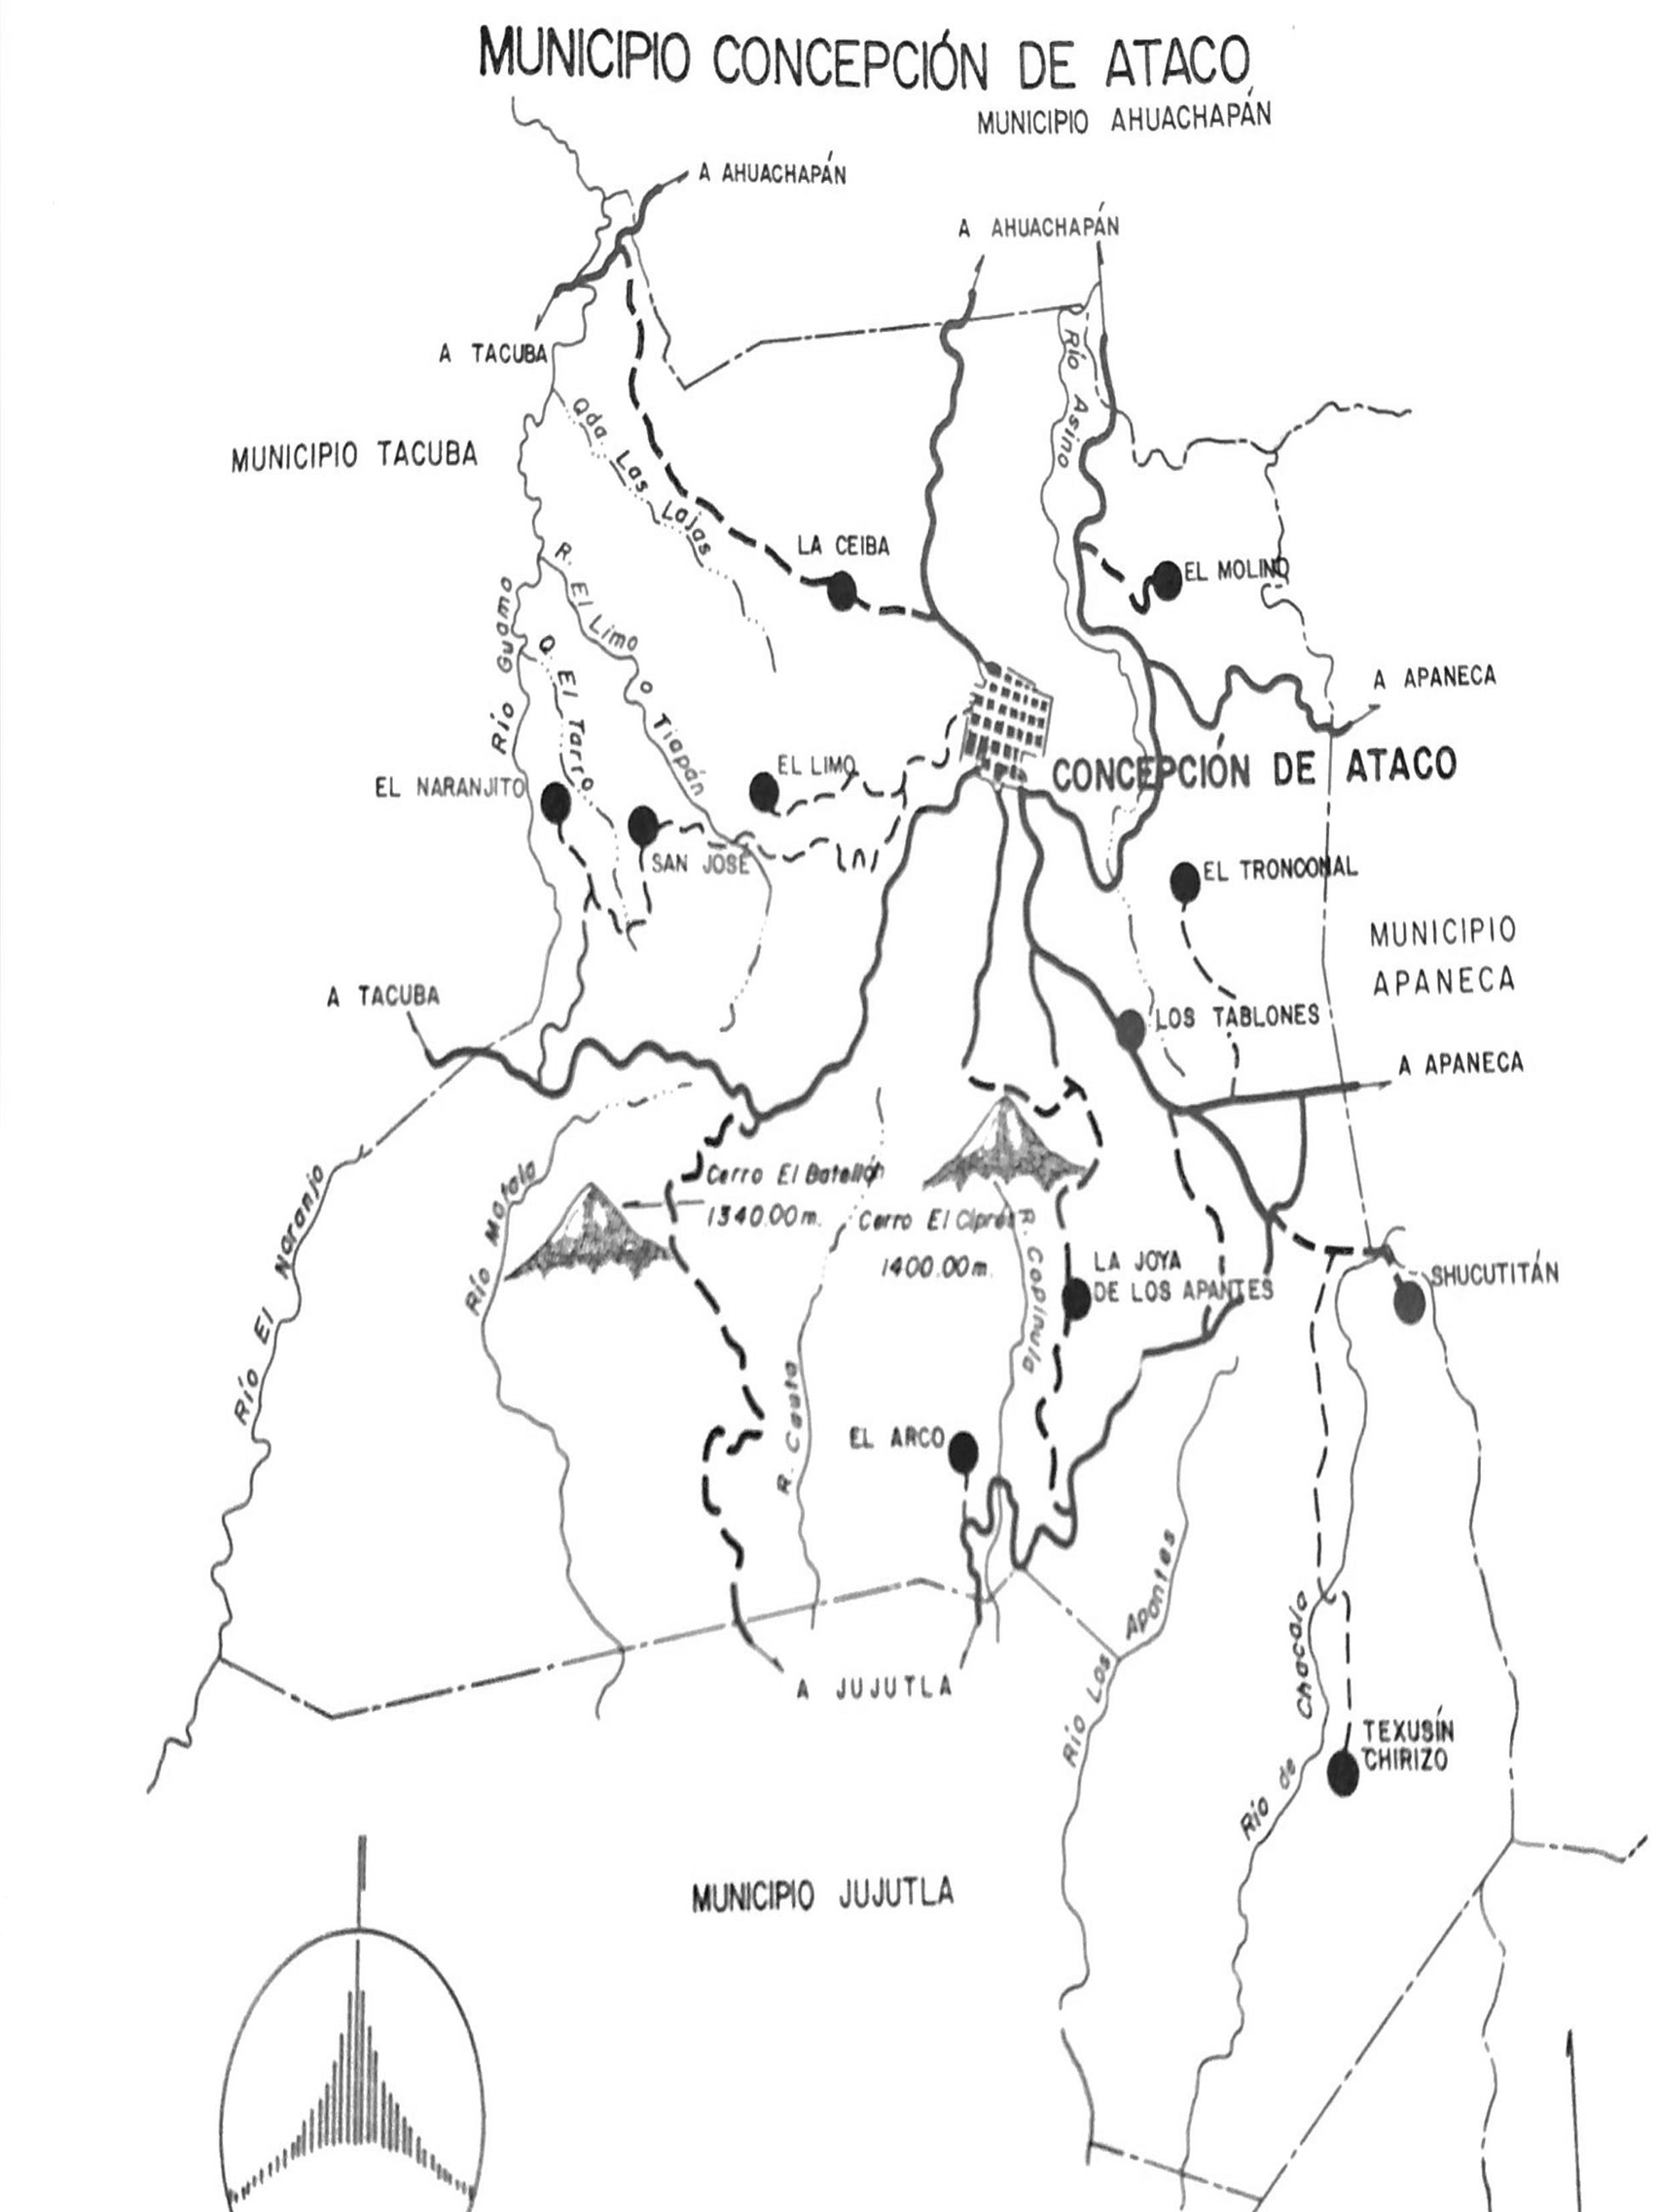 MUNICIPIO CONCEPCIÓN DE ATACO
MUNICIPIO AHUACHAPÁN
A AHUACHAPÁN
A AHUACHAPÁN
A TACUBA
Río Asino
MUNICIPIO TACUBA
Qda. Las Lajas
LA CEIBA
EL MOLINO
R. El Limo o Tiapán
Río Guamo
Q. El Tarro
A APANECA
CONCEPCIÓN DE ATACO
EL LIMO
EL NARANJITO
SAN JOSÉ
EL TRONCONAL
MUNICIPIO
APANECA
A TACUBA
LOS TABLONES
A APANECA
Cerro El Batellón
1340.00m.
Cerro El Ciprés
1400.00m.
Río El Naranjo
Río Matala
R. Copinula
LA JOYA
DE LOS APANTES
SHUCUTITÁN
R. Cauta
EL ARCO
Río Los Apantes
A JUJUTLA
Río de Chacala
TEXUSÍN
CHIRIZO
MUNICIPIO JUJUTLA